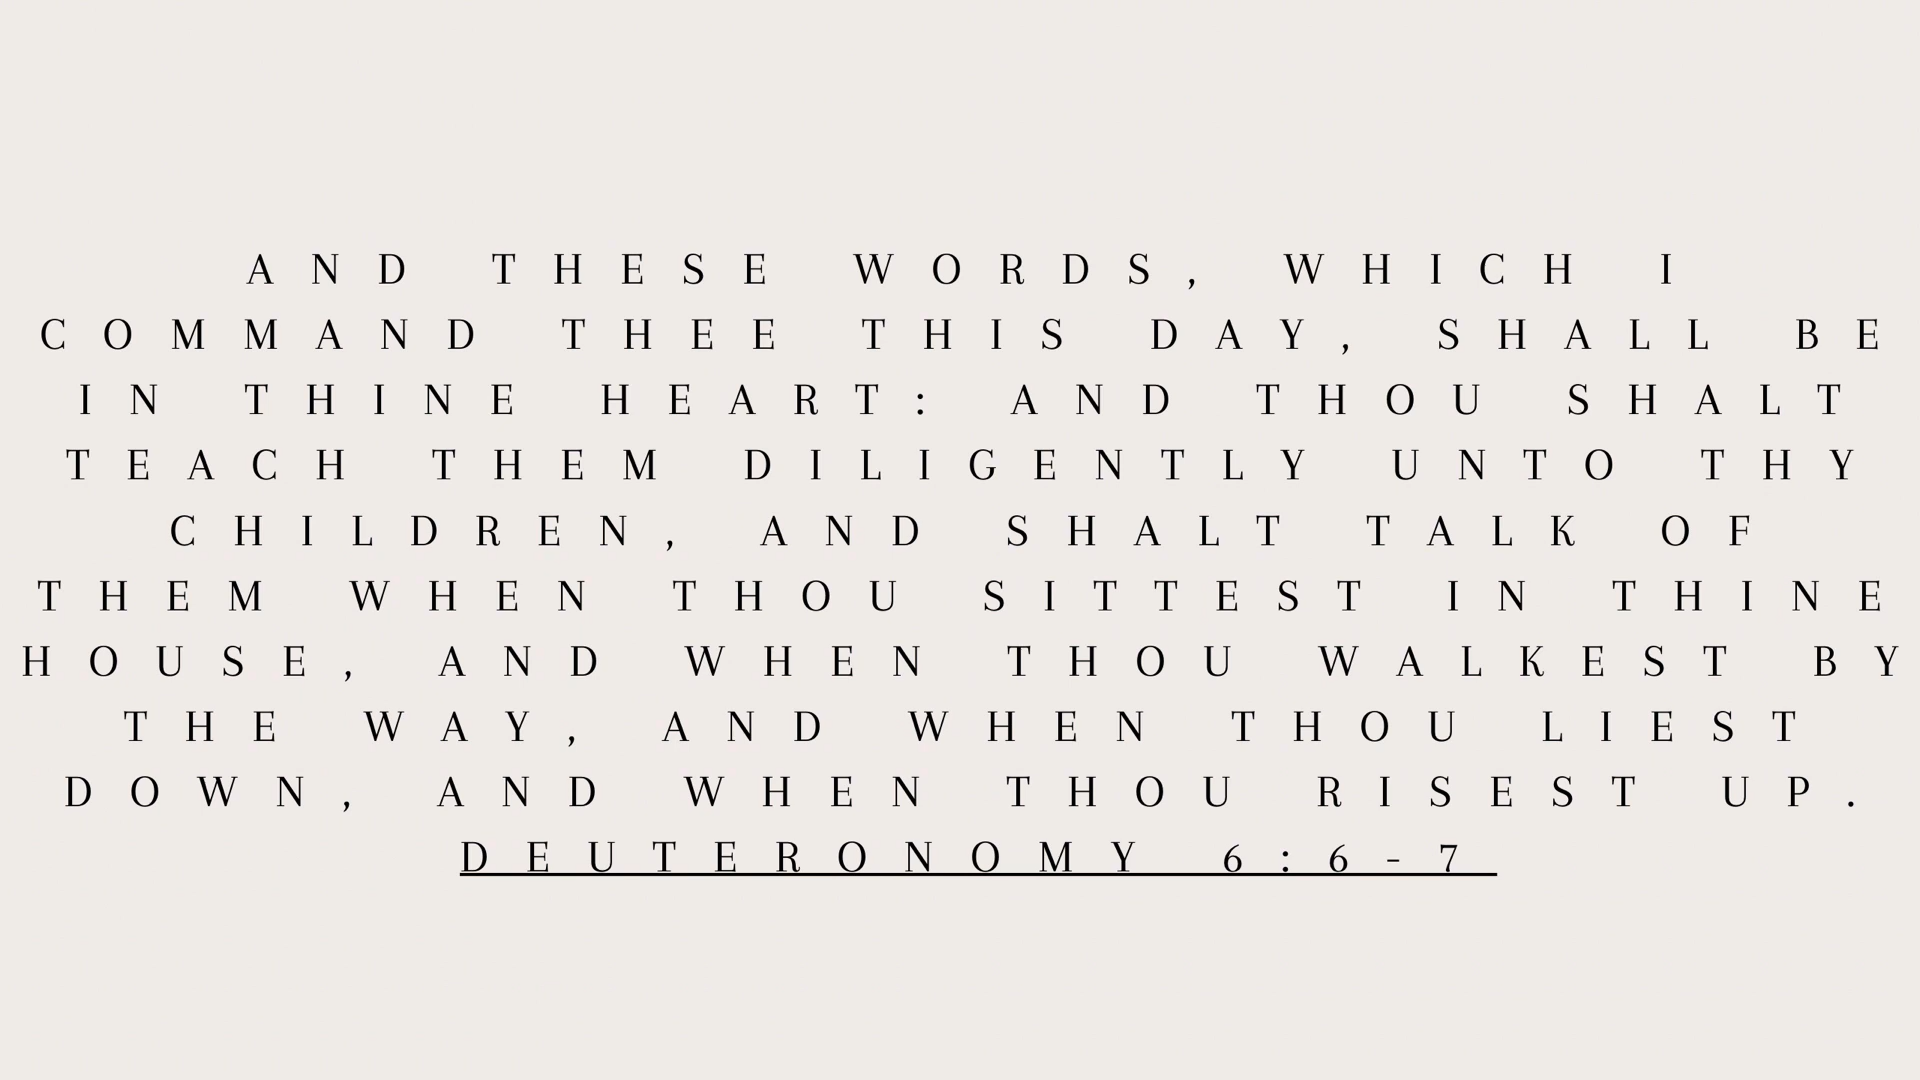 AND THESE WORDS, WHICH I
COMMAND THEE THIS DAY, SHALL BE
IN THINE HEART: AND THOU SHALT
TEACH THEM DILIGENTLY UNTO THY
CHILDREN, AND SHALT TALK OF
THEM WHEN THOU SITTEST IN THINE
HOUSE, AND WHEN THOU WALKEST BY
THE WAY, AND WHEN THOU LIEST
DOWN, AND WHEN THOU RISEST UP.
DEUTERONOMY 6:6-7